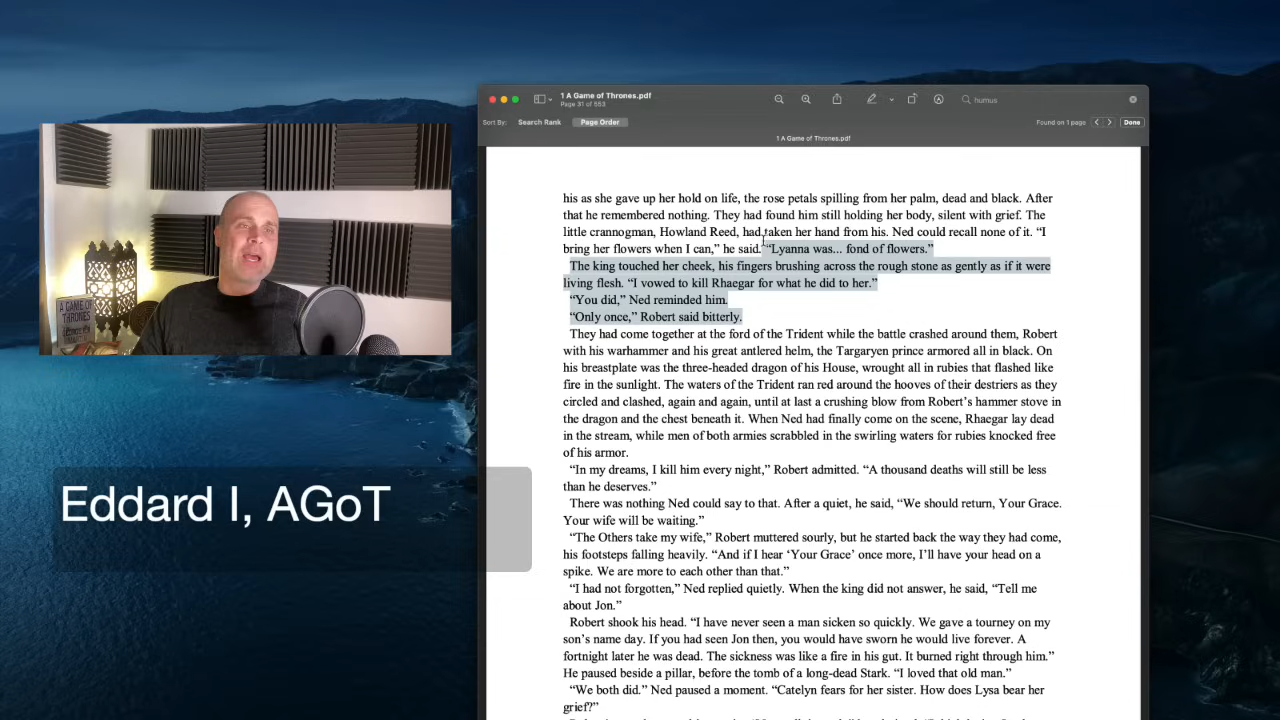 1 A Game of Thrones.pdf
Page 31 of 553
humus
Sort By: Search Rank Page Order
Found on 1 page
Done
1 A Game of Thrones.pdf
his as she gave up her hold on life, the rose petals spilling from her palm, dead and black. After
that he remembered nothing. They had found him still holding her body, silent with grief. The
little crannogman, Howland Reed, had taken her hand from his. Ned could recall none of it. “I
bring her flowers when I can,” he said. “Lyanna was... fond of flowers.”
The king touched her cheek, his fingers brushing across the rough stone as gently as if it were
living flesh. “I vowed to kill Rhaegar for what he did to her.”
“You did,” Ned reminded him.
“Only once,” Robert said bitterly.
They had come together at the ford of the Trident while the battle crashed around them, Robert
with his warhammer and his great antlered helm, the Targaryen prince armored all in black. On
his breastplate was the three-headed dragon of his House, wrought all in rubies that flashed like
fire in the sunlight. The waters of the Trident ran red around the hooves of their destriers as they
circled and clashed, again and again, until at last a crushing blow from Robert’s hammer stove in
the dragon and the chest beneath it. When Ned had finally come on the scene, Rhaegar lay dead
in the stream, while men of both armies scrabbled in the swirling waters for rubies knocked free
of his armor.
“In my dreams, I kill him every night,” Robert admitted. “A thousand deaths will still be less
than he deserves.”
There was nothing Ned could say to that. After a quiet, he said, “We should return, Your Grace.
Your wife will be waiting.”
“The Others take my wife,” Robert muttered sourly, but he started back the way they had come,
his footsteps falling heavily. “And if I hear ‘Your Grace’ once more, I’ll have your head on a
spike. We are more to each other than that.”
“I had not forgotten,” Ned replied quietly. When the king did not answer, he said, “Tell me
about Jon.”
Robert shook his head. “I have never seen a man sicken so quickly. We gave a tourney on my
son’s name day. If you had seen Jon then, you would have sworn he would live forever. A
fortnight later he was dead. The sickness was like a fire in his gut. It burned right through him.”
He paused beside a pillar, before the tomb of a long-dead Stark. “I loved that old man.”
“We both did.” Ned paused a moment. “Catelyn fears for her sister. How does Lysa bear her
grief?”
A GAME OF
THRONES
Eddard I, AGoT